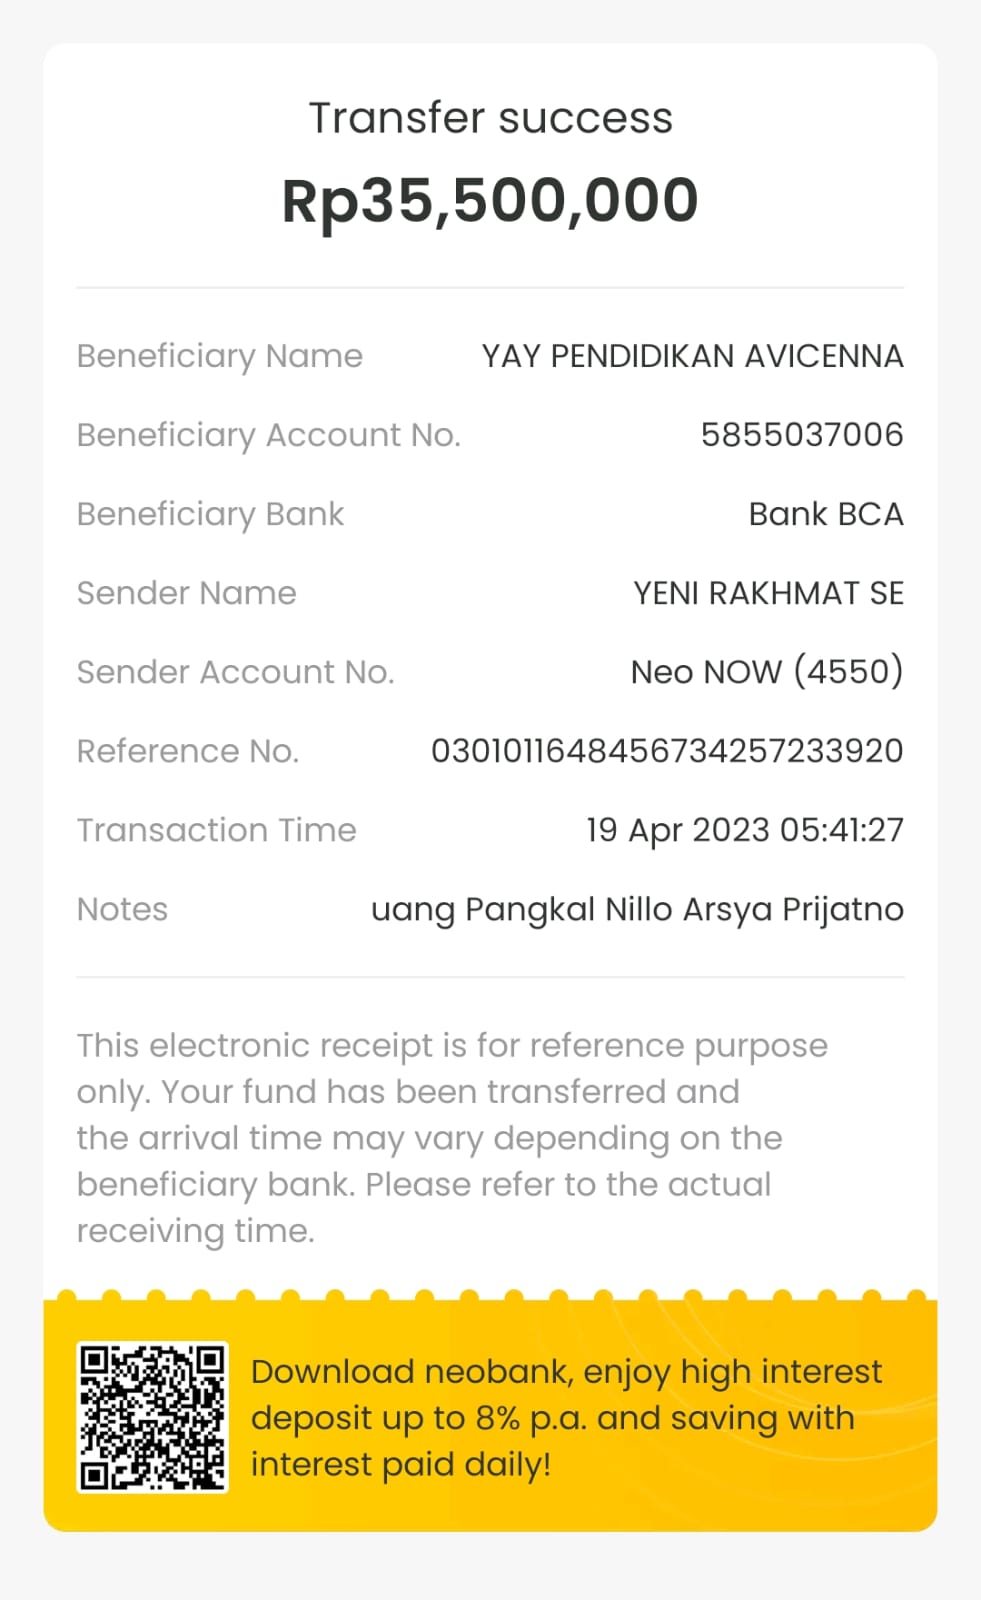 Transfer success
Rp35,500,000
Beneficiary Name YAY PENDIDIKAN AVICENNA
Beneficiary Account No. 5855037006
Beneficiary Bank Bank BCA
Sender Name YENI RAKHMAT SE
Sender Account No. Neo NOW (4550)
Reference No. 0301011648456734257233920
Transaction Time 19 Apr 2023 05:41:27
Notes uang Pangkal Nillo Arsya Prijatno
This electronic receipt is for reference purpose
only. Your fund has been transferred and
the arrival time may vary depending on the
beneficiary bank. Please refer to the actual
receiving time.
Download neobank, enjoy high interest
deposit up to 8% p.a. and saving with
interest paid daily!